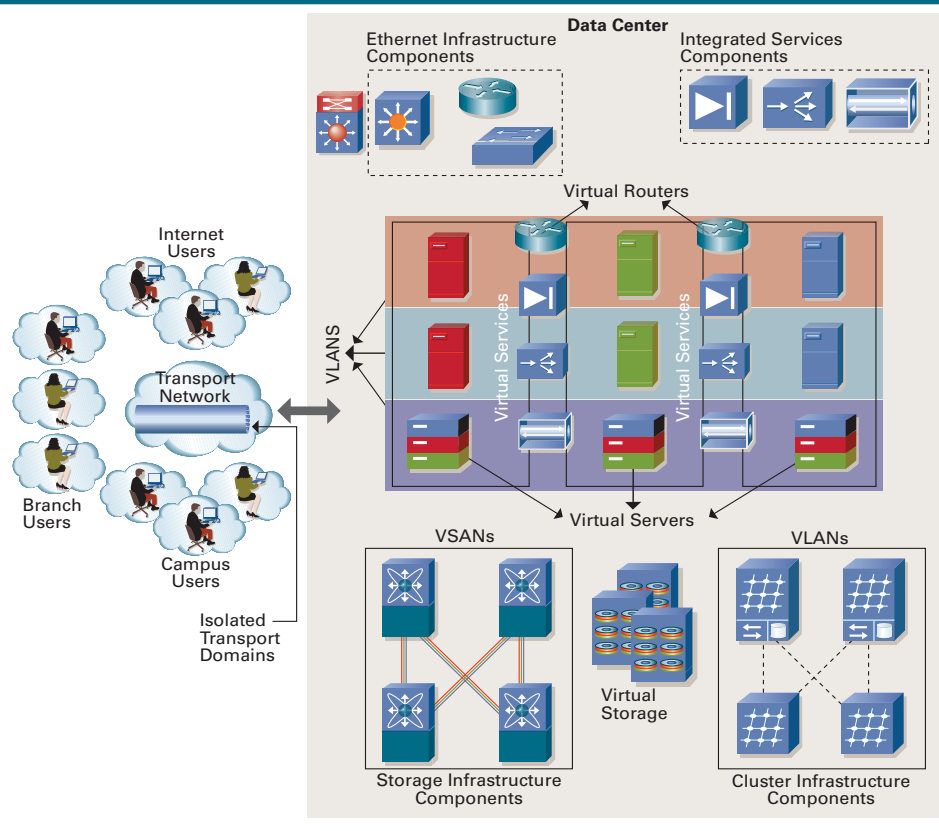 Data Center
Ethernet Infrastructure
Components
Integrated Services
Components
Virtual Routers
Internet
Users
VLANS
Virtual Services
Virtual Services
Transport
Network
Branch
Users
Campus
Users
Isolated
Transport
Domains
Virtual Servers
VSANs
VLANs
Virtual
Storage
Storage Infrastructure
Components
Cluster Infrastructure
Components